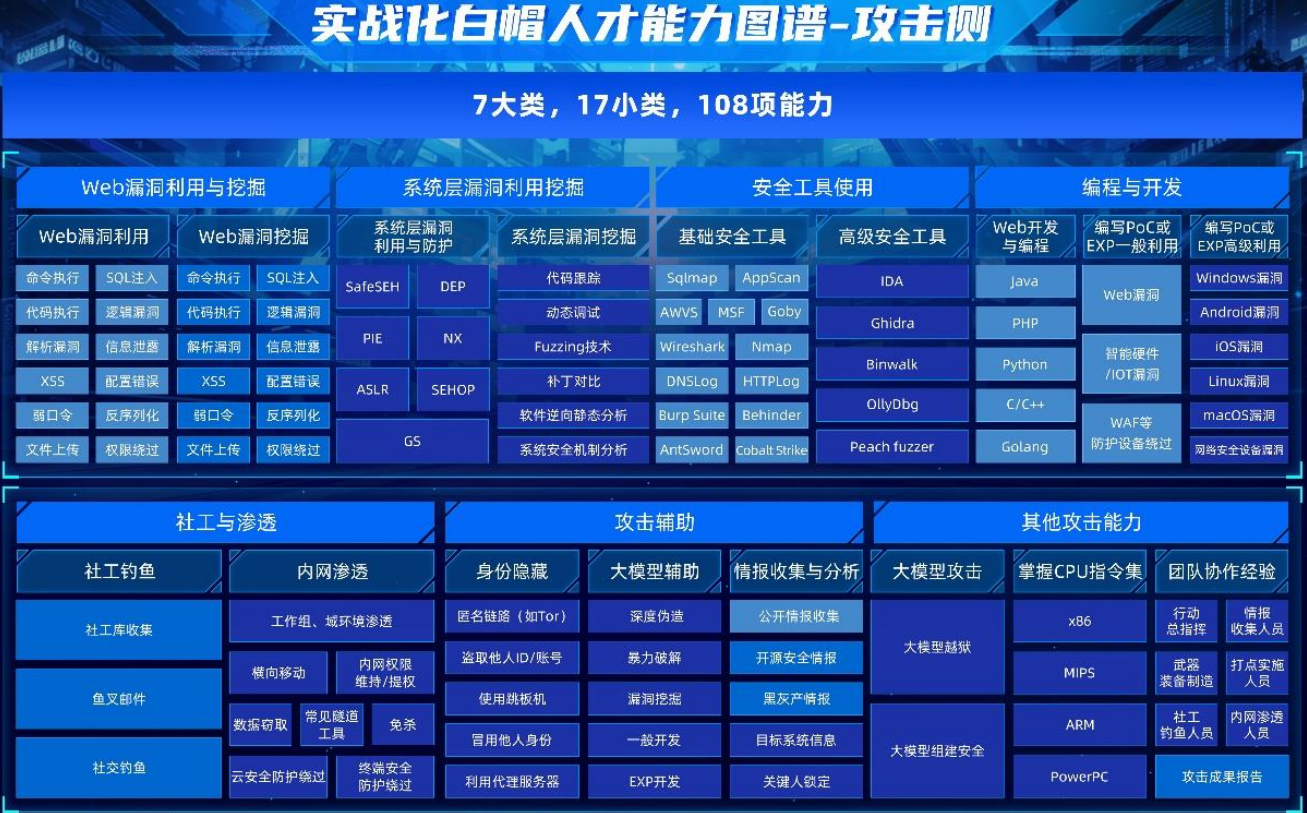 实战化白帽人才能力图谱-攻击侧
7大类，17小类，108项能力
Web漏洞利用与挖掘
Web漏洞利用
命令执行
SQL注入
代码执行
逻辑漏洞
解析漏洞
信息泄露
XSS
配置错误
弱口令
反序列化
文件上传
权限绕过
Web漏洞挖掘
命令执行
SQL注入
代码执行
逻辑漏洞
解析漏洞
信息泄露
XSS
配置错误
弱口令
反序列化
文件上传
权限绕过
系统层漏洞利用挖掘
系统层漏洞
利用与防护
SafeSEH
DEP
PIE
NX
ASLR
SEHOP
GS
系统层漏洞挖掘
代码跟踪
动态调试
Fuzzing技术
补丁对比
软件逆向静态分析
系统安全机制分析
安全工具使用
基础安全工具
Sqlmap
AppScan
AWVS
MSF
Goby
Wireshark
Nmap
DNSLog
HTTPLog
Burp Suite
Behinder
AntSword
Cobalt Strike
高级安全工具
IDA
Ghidra
Binwalk
OllyDbg
Peach fuzzer
编程与开发
Web开发
与编程
Java
PHP
Python
C/C++
Golang
编写PoC或
EXP一般利用
Web漏洞
智能硬件
/IOT漏洞
WAF等
防护设备绕过
编写PoC或
EXP高级利用
Windows漏洞
Android漏洞
iOS漏洞
Linux漏洞
macOS漏洞
网络安全设备漏洞
社工与渗透
社工钓鱼
社工库收集
鱼叉邮件
社交钓鱼
内网渗透
工作组、域环境渗透
横向移动
内网权限
维持/提权
数据窃取
常见隧道
工具
免杀
云安全防护绕过
终端安全
防护绕过
攻击辅助
身份隐藏
匿名链路（如Tor）
盗取他人ID/账号
使用跳板机
冒用他人身份
利用代理服务器
大模型辅助
深度伪造
暴力破解
漏洞挖掘
一般开发
EXP开发
情报收集与分析
公开情报收集
开源安全情报
黑灰产情报
目标系统信息
关键人锁定
其他攻击能力
大模型攻击
大模型越狱
大模型组建安全
掌握CPU指令集
x86
MIPS
ARM
PowerPC
团队协作经验
行动
总指挥
情报
收集人员
武器
装备制造
打点实施
人员
社工
钓鱼人员
内网渗透
人员
攻击成果报告